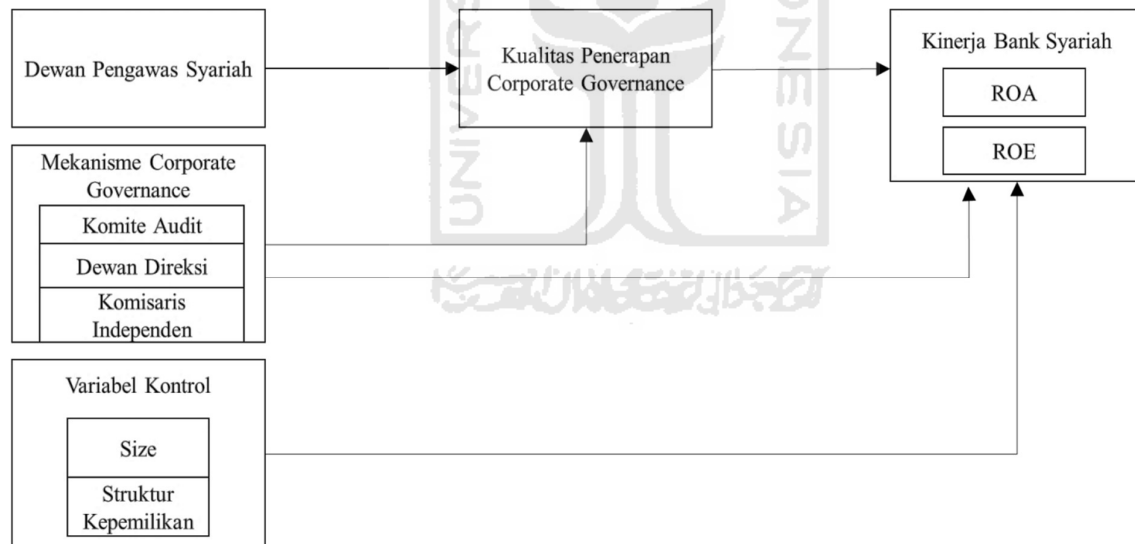 Dewan Pengawas Syariah
Kualitas Penerapan
Corporate Governance
Kinerja Bank Syariah
ROA
ROE
Mekanisme Corporate
Governance
Komite Audit
Dewan Direksi
Komisaris
Independen
Variabel Kontrol
Size
Struktur
Kepemilikan